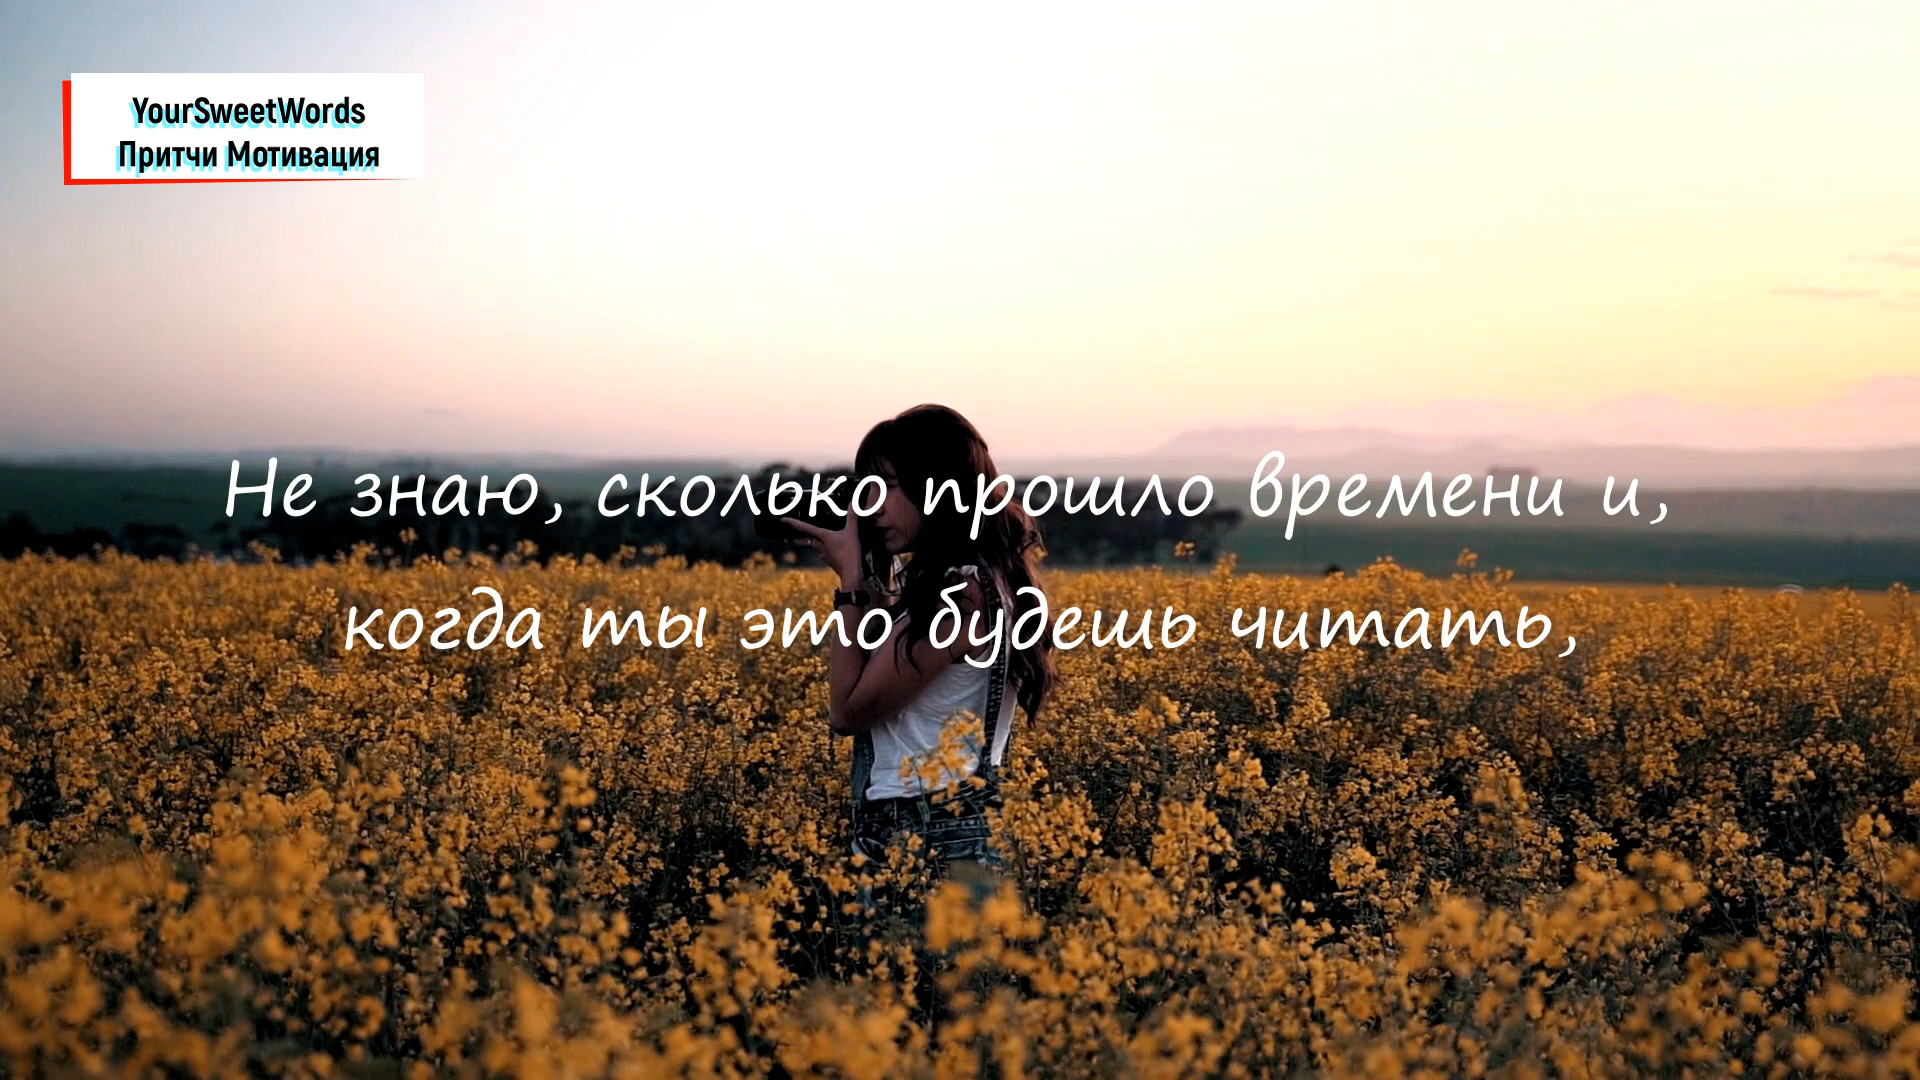 YourSweetWords
Притчи Мотивация
Не знаю, сколько прошло времени и,
когда ты это будешь читать,